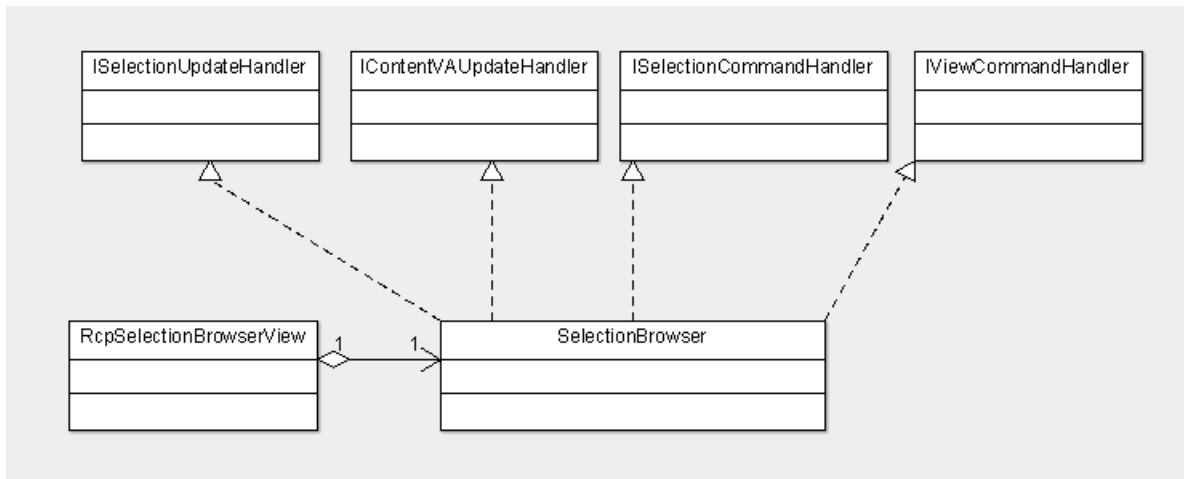 ISelectionUpdateHandler
IContentVAUpdateHandler
ISelectionCommandHandler
IViewCommandHandler
RcpSelectionBrowserView
1
1
SelectionBrowser